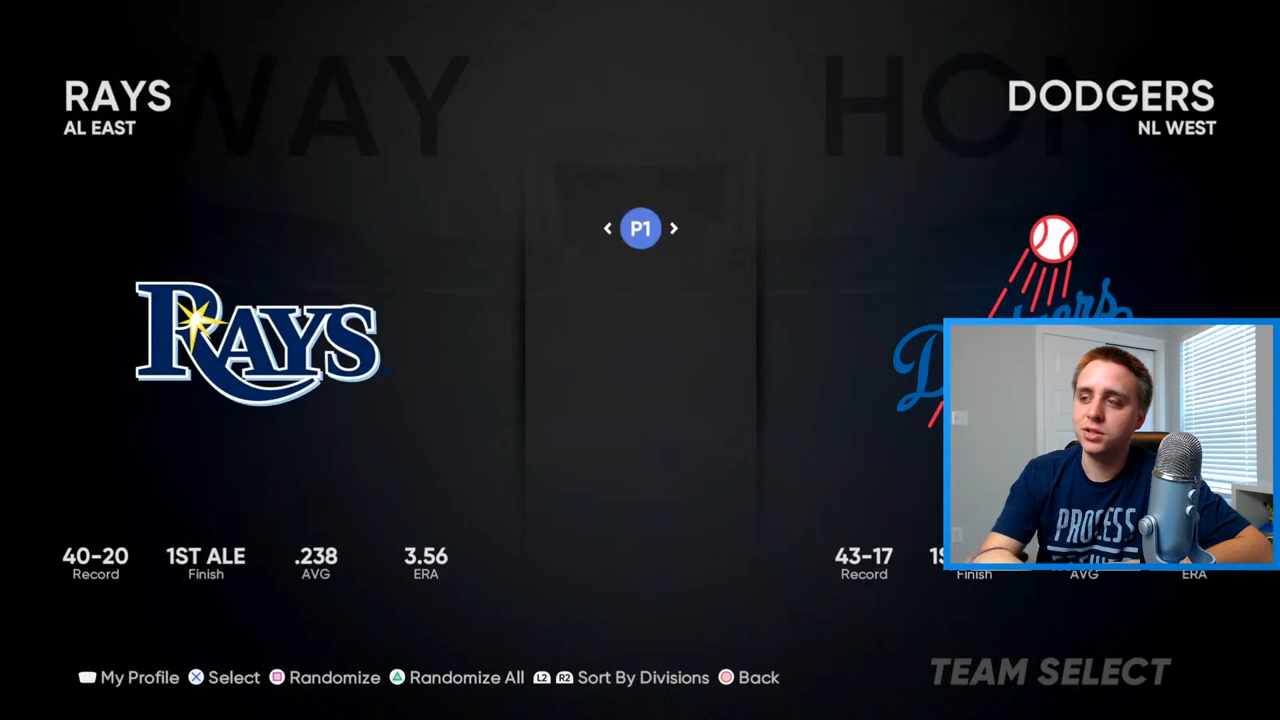 AWAY
HOME
RAYS
AL EAST
DODGERS
NL WEST
P1
RAYS
40-20
Record
1ST ALE
Finish
.238
AVG
3.56
ERA
43-17
Record
Finish
AVG
ERA
PROCESS
My Profile
Select
Randomize
Randomize All
L2 R2 Sort By Divisions
Back
TEAM SELECT